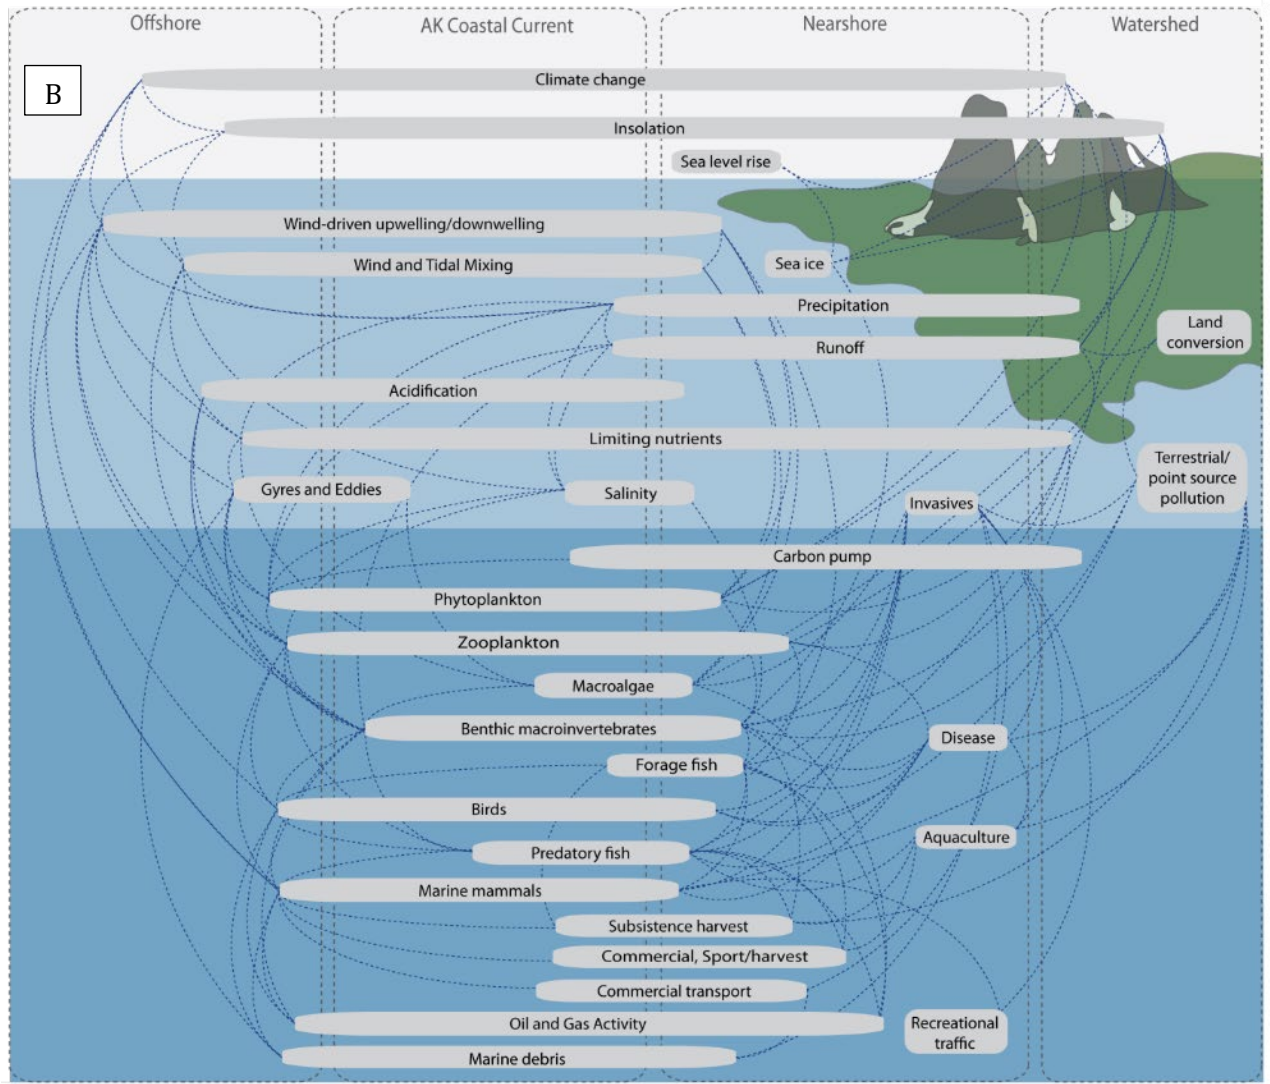 Offshore
AK Coastal Current
Nearshore
Watershed
B
Climate change
Insolation
Sea level rise
Wind-driven upwelling/downwelling
Wind and Tidal Mixing
Sea ice
Precipitation
Land
conversion
Runoff
Acidification
Limiting nutrients
Terrestrial/
point source
pollution
Gyres and Eddies
Salinity
Invasives
Carbon pump
Phytoplankton
Zooplankton
Macroalgae
Benthic macroinvertebrates
Disease
Forage fish
Birds
Aquaculture
Predatory fish
Marine mammals
Subsistence harvest
Commercial, Sport/harvest
Commercial transport
Oil and Gas Activity
Recreational
traffic
Marine debris